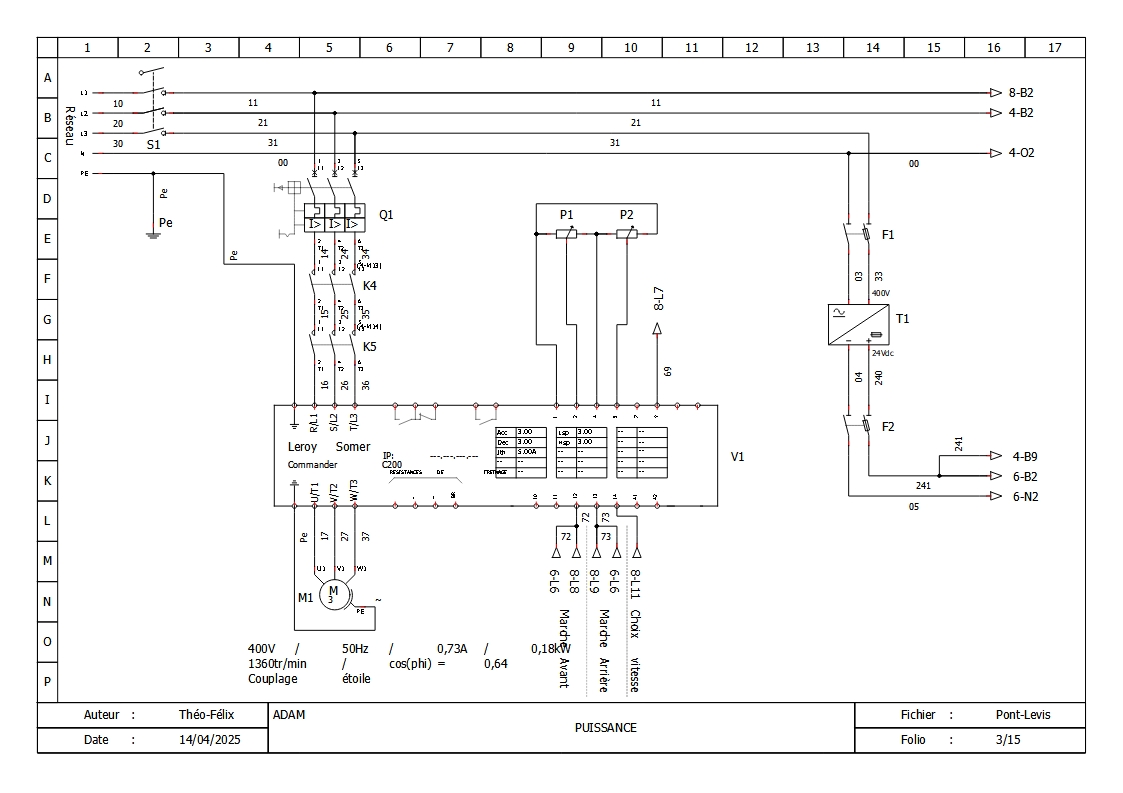 1 2 3 4 5 6 7 8 9 10 11 12 13 14 15 16 17
A
B
C
D
E
F
G
H
I
J
K
L
M
N
O
P
Réseau
L1
L2
L3
N
PE
10
20
30
S1
11
21
31
00
11
21
31
00
8-B2
4-B2
4-O2
Pe
Pe
Pe
Q1
I> I> I>
14 24 34
K4
15 25 35
K5
16 26 36
P1
P2
8-L7
69
F1
03
33
400V
T1
24Vdc
04
240
F2
241
241
05
4-B9
6-B2
6-N2
R/L1 S/L2 T/L3
Leroy Somer
Commander
IP:
C200
--.--.--.--
RESISTANCES DE FREINAGE
Acc 3.00
Dec 3.00
Ith 5.00A
Lsp 3.00
Hsp 3.00
V1
U/T1 V/T2 W/T3
Pe 17 27 37
U1 V1 W1
M1
M
3
~
PE
72
73
72
73
6-L6
8-L8
8-L9
6-L6
8-L11
Marche Avant
Marche Arrière
Choix vitesse
400V / 50Hz / 0,73A / 0,18kW
1360tr/min / cos(phi) = 0,64
Couplage étoile
Auteur : Théo-Félix ADAM
Date : 14/04/2025
PUISSANCE
Fichier : Pont-Levis
Folio : 3/15